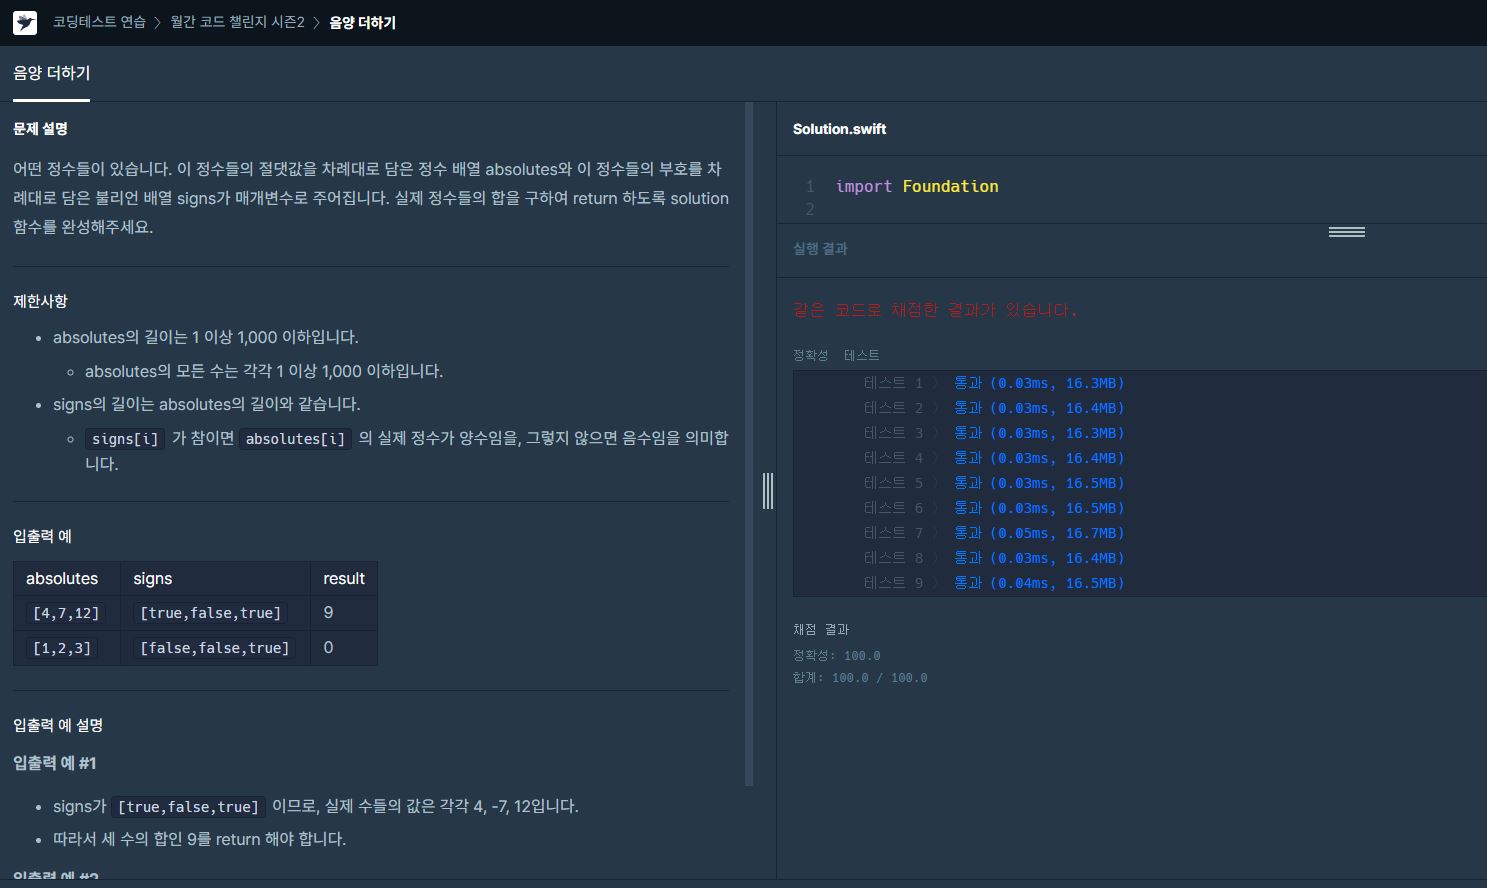 코딩테스트 연습 > 월간 코드 챌린지 시즌2 > 음양 더하기
음양 더하기
문제 설명
어떤 정수들이 있습니다. 이 정수들의 절댓값을 차례대로 담은 정수 배열 absolutes와 이 정수들의 부호를 차
례대로 담은 불리언 배열 signs가 매개변수로 주어집니다. 실제 정수들의 합을 구하여 return 하도록 solution
함수를 완성해주세요.
제한사항
• absolutes의 길이는 1 이상 1,000 이하입니다.
◦ absolutes의 모든 수는 각각 1 이상 1,000 이하입니다.
• signs의 길이는 absolutes의 길이와 같습니다.
◦ signs[i] 가 참이면 absolutes[i] 의 실제 정수가 양수임을, 그렇지 않으면 음수임을 의미합
니다.
입출력 예
absolutes signs result
[4,7,12] [true,false,true] 9
[1,2,3] [false,false,true] 0
입출력 예 설명
입출력 예 #1
• signs가 [true,false,true] 이므로, 실제 수들의 값은 각각 4, -7, 12입니다.
• 따라서 세 수의 합인 9를 return 해야 합니다.
입출력 예 #2
Solution.swift
1 import Foundation
2
실행 결과
같은 코드로 채점한 결과가 있습니다.
정확성 테스트
테스트 1 〉 통과 (0.03ms, 16.3MB)
테스트 2 〉 통과 (0.03ms, 16.4MB)
테스트 3 〉 통과 (0.03ms, 16.3MB)
테스트 4 〉 통과 (0.03ms, 16.4MB)
테스트 5 〉 통과 (0.03ms, 16.5MB)
테스트 6 〉 통과 (0.03ms, 16.5MB)
테스트 7 〉 통과 (0.05ms, 16.7MB)
테스트 8 〉 통과 (0.03ms, 16.4MB)
테스트 9 〉 통과 (0.04ms, 16.5MB)
채점 결과
정확성: 100.0
합계: 100.0 / 100.0